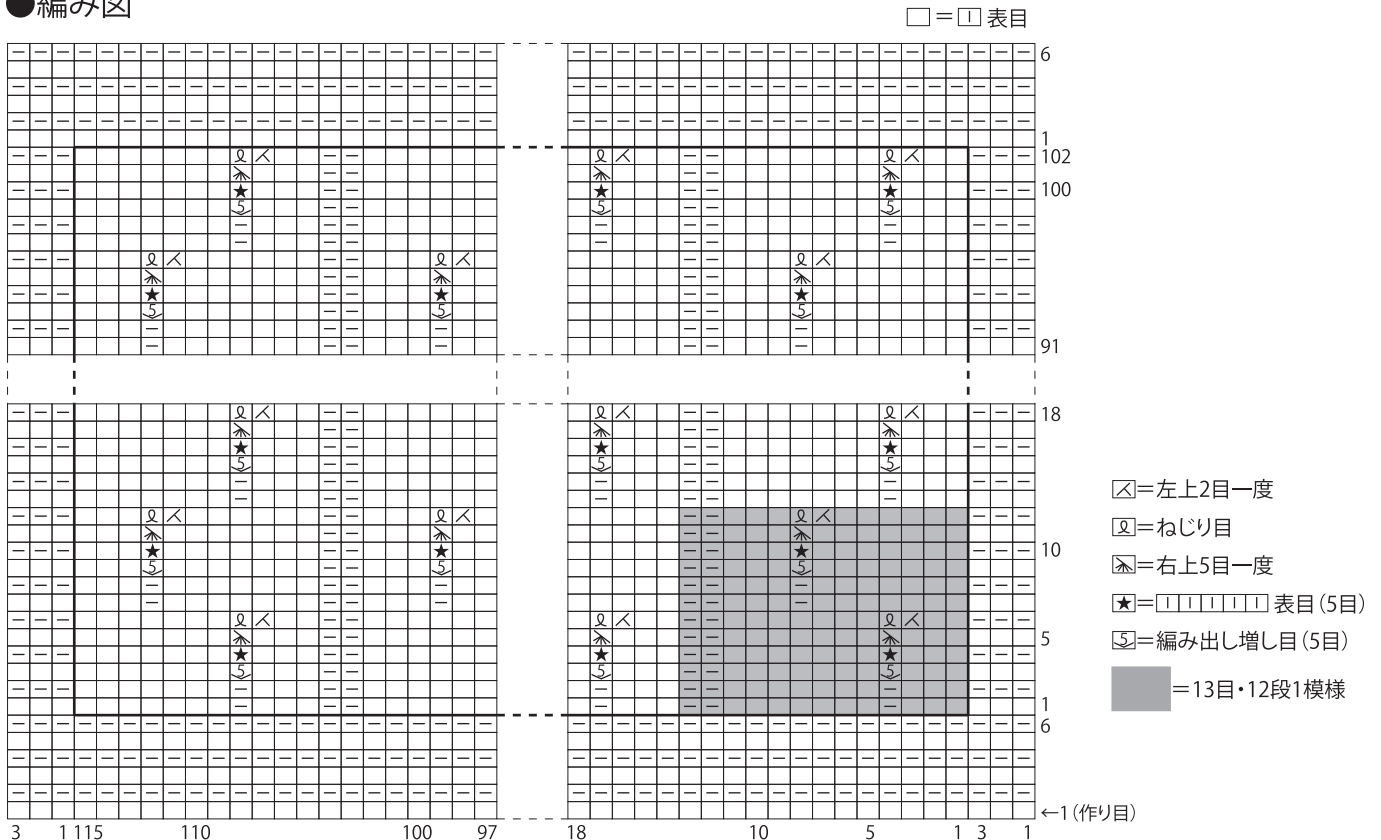 ●編み図
□=| 表目
6
1
102
100
91
18
10
5
1
6
←1(作り目)
3 1 115 110 100 97 18 10 5 1 3 1
=左上2目一度
=ねじり目
=右上5目一度
★=| | | | | 表目(5目)
5=編み出し増し目(5目)
=13目・12段1模様